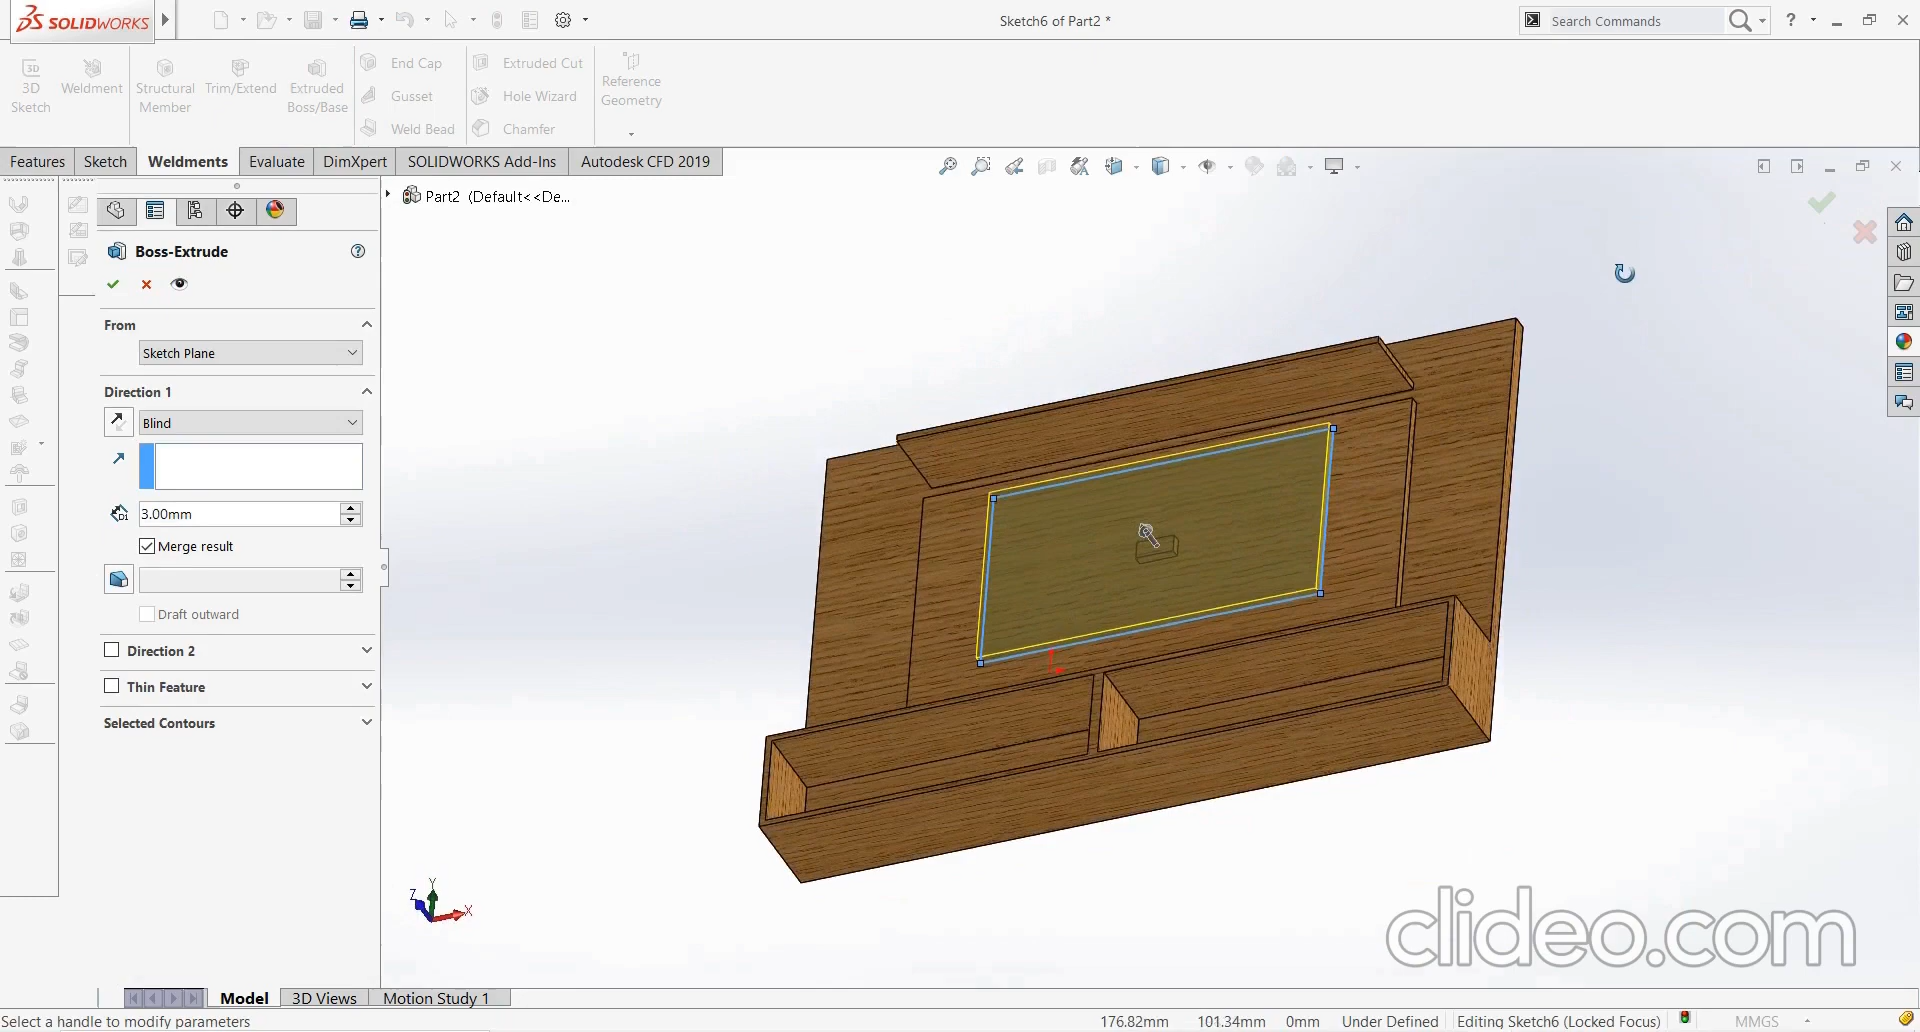 SOLIDWORKS
Sketch6 of Part2 *
Search Commands
?
3D
Sketch
Weldment
Structural
Member
Trim/Extend
Extruded
Boss/Base
End Cap
Gusset
Weld Bead
Extruded Cut
Hole Wizard
Chamfer
Reference
Geometry
Features
Sketch
Weldments
Evaluate
DimXpert
SOLIDWORKS Add-Ins
Autodesk CFD 2019
Part2 (Default<<De...
Boss-Extrude
From
Sketch Plane
Direction 1
Blind
3.00mm
Merge result
Draft outward
Direction 2
Thin Feature
Selected Contours
Y
Z
X
clideo.com
Model
3D Views
Motion Study 1
Select a handle to modify parameters
176.82mm
101.34mm
0mm
Under Defined
Editing Sketch6 (Locked Focus)
MMGS